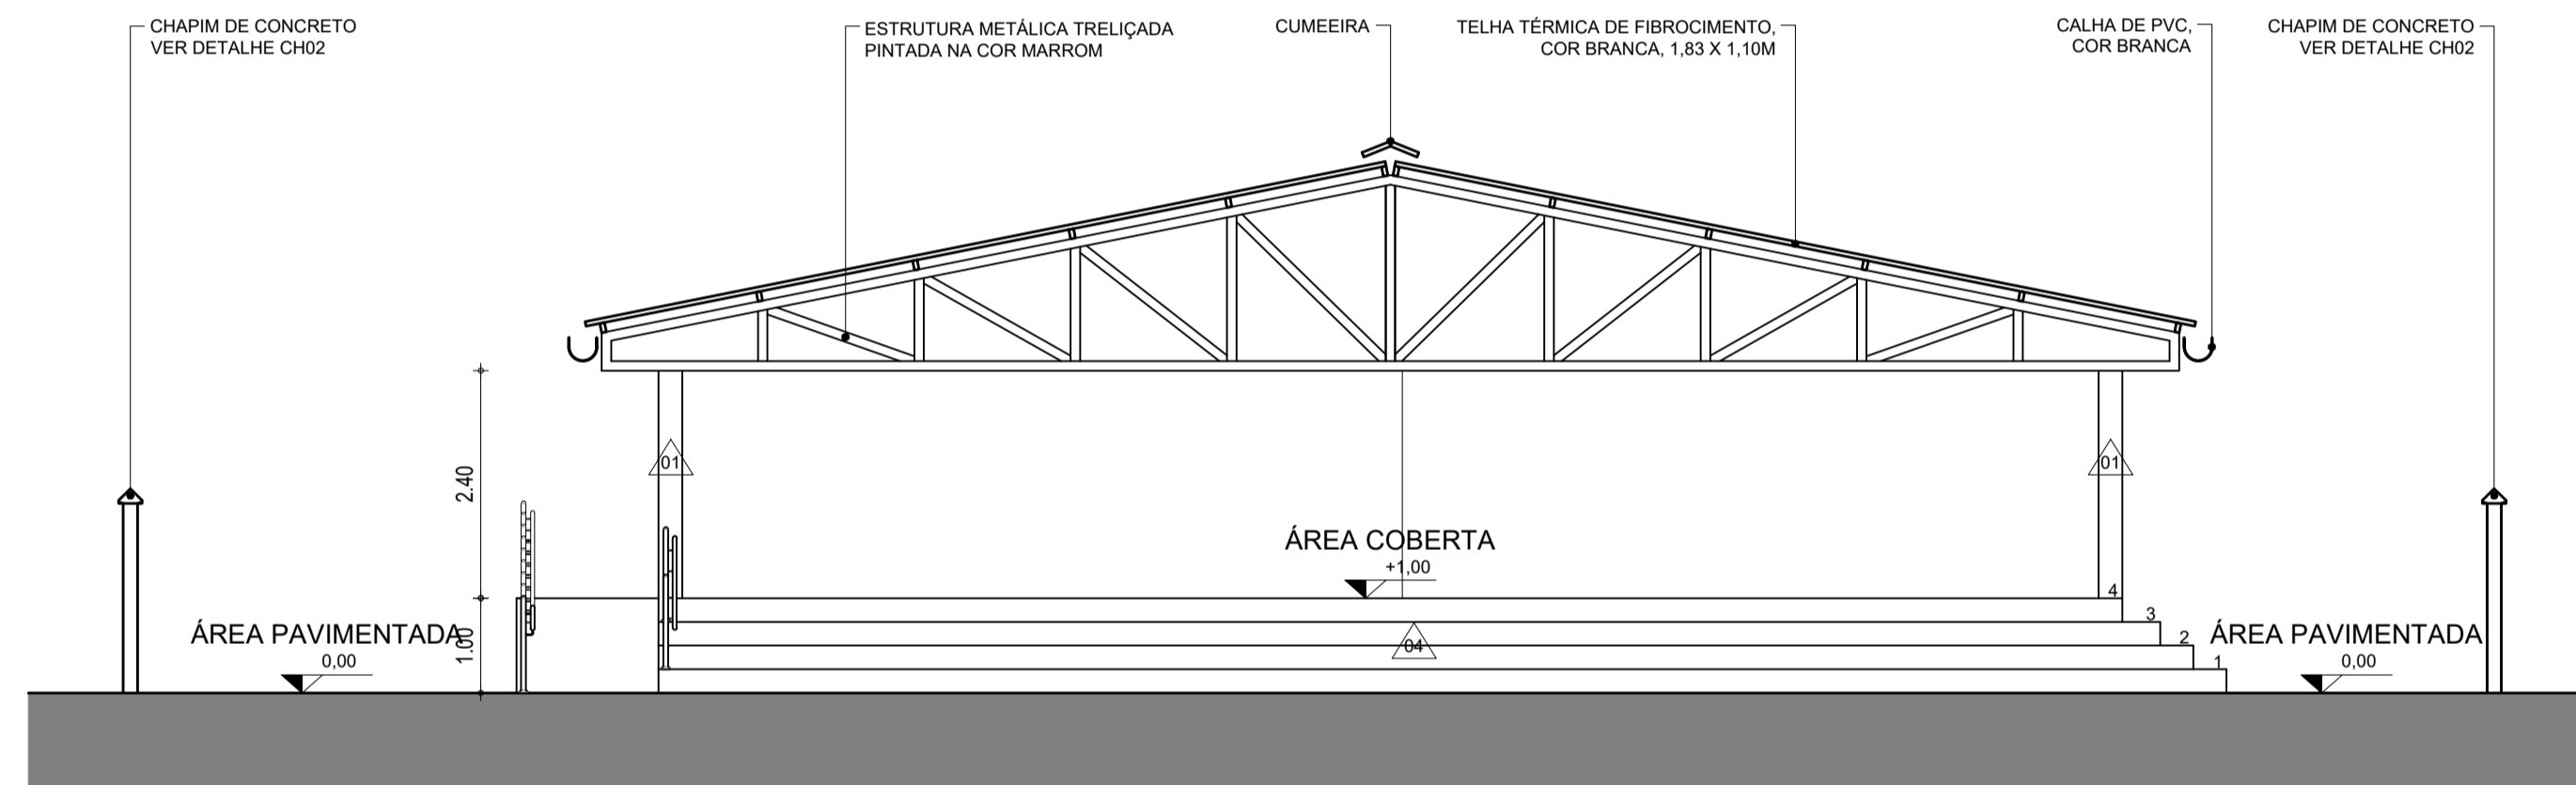 CHAPIM DE CONCRETO
VER DETALHE CH02
ESTRUTURA METÁLICA TRELIÇADA
PINTADA NA COR MARROM
CUMEEIRA
TELHA TÉRMICA DE FIBROCIMENTO,
COR BRANCA, 1,83 X 1,10M
CALHA DE PVC,
COR BRANCA
CHAPIM DE CONCRETO
VER DETALHE CH02
2.40
01
01
ÁREA COBERTA
+1,00
4
3
2
1
ÁREA PAVIMENTADA
0,00
1.00
04
ÁREA PAVIMENTADA
0,00